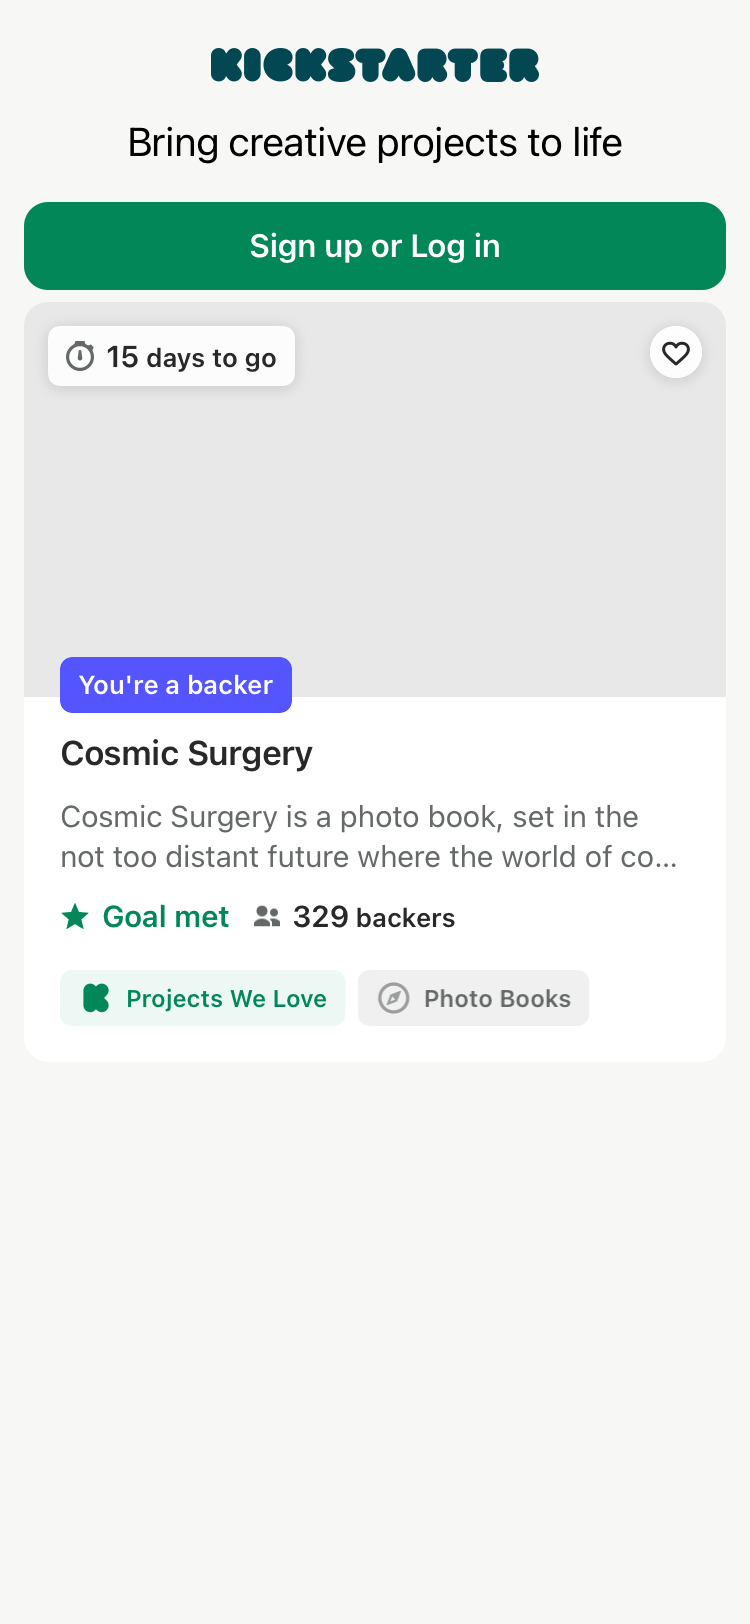 KICKSTARTER
Bring creative projects to life
Sign up or Log in
15 days to go
You're a backer
Cosmic Surgery
Cosmic Surgery is a photo book, set in the
not too distant future where the world of co...
Goal met 329 backers
Projects We Love Photo Books